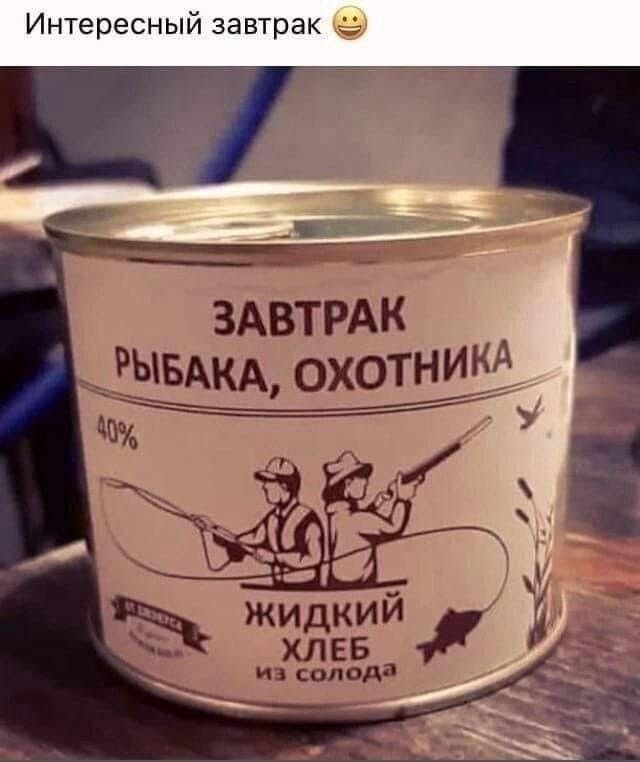 Интересный завтрак 😀
ЗАВТРАК
РЫБАКА, ОХОТНИКА
40%
ЖИДКИЙ
ХЛЕБ
из солода